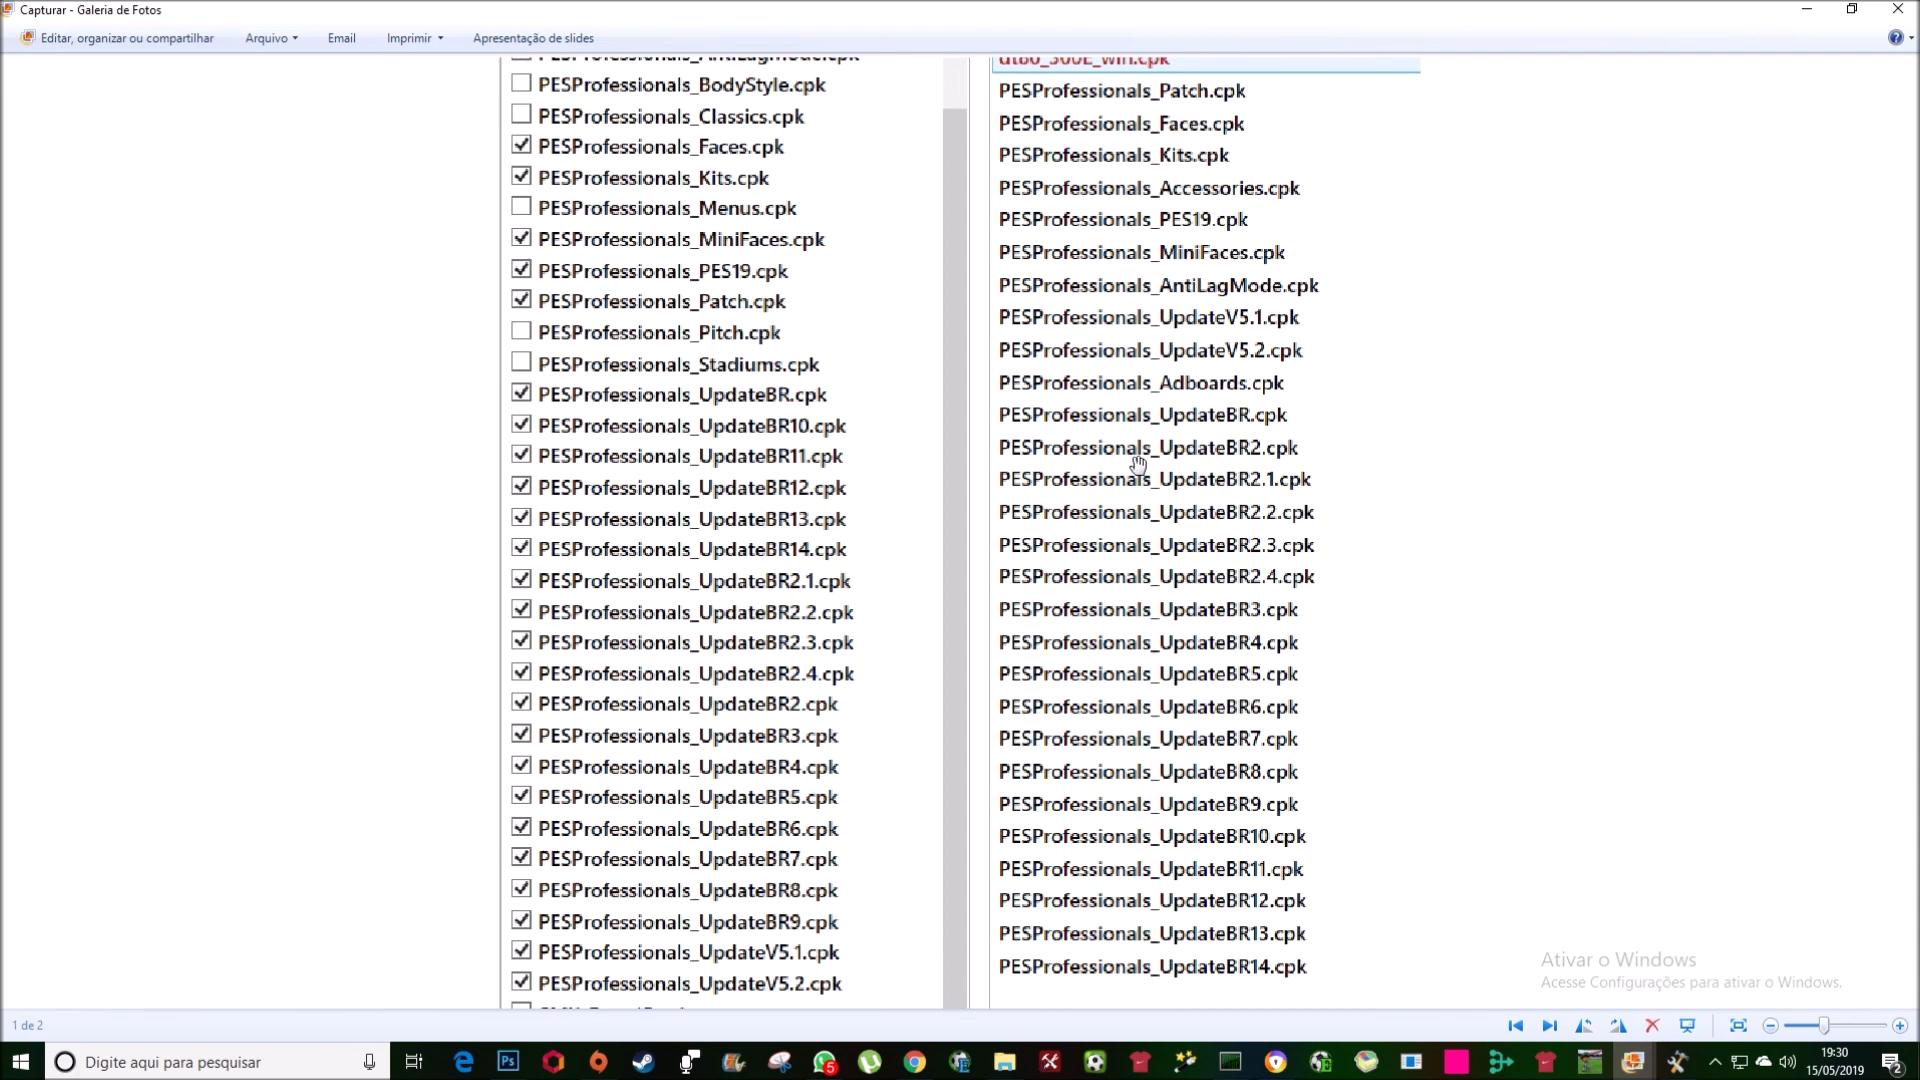 Capturar - Galeria de Fotos
Editar, organizar ou compartilhar
Arquivo
Email
Imprimir
Apresentação de slides
PESProfessionals_AntiLagMode.cpk
PESProfessionals_BodyStyle.cpk
PESProfessionals_Classics.cpk
PESProfessionals_Faces.cpk
PESProfessionals_Kits.cpk
PESProfessionals_Menus.cpk
PESProfessionals_MiniFaces.cpk
PESProfessionals_PES19.cpk
PESProfessionals_Patch.cpk
PESProfessionals_Pitch.cpk
PESProfessionals_Stadiums.cpk
PESProfessionals_UpdateBR.cpk
PESProfessionals_UpdateBR10.cpk
PESProfessionals_UpdateBR11.cpk
PESProfessionals_UpdateBR12.cpk
PESProfessionals_UpdateBR13.cpk
PESProfessionals_UpdateBR14.cpk
PESProfessionals_UpdateBR2.1.cpk
PESProfessionals_UpdateBR2.2.cpk
PESProfessionals_UpdateBR2.3.cpk
PESProfessionals_UpdateBR2.4.cpk
PESProfessionals_UpdateBR2.cpk
PESProfessionals_UpdateBR3.cpk
PESProfessionals_UpdateBR4.cpk
PESProfessionals_UpdateBR5.cpk
PESProfessionals_UpdateBR6.cpk
PESProfessionals_UpdateBR7.cpk
PESProfessionals_UpdateBR8.cpk
PESProfessionals_UpdateBR9.cpk
PESProfessionals_UpdateV5.1.cpk
PESProfessionals_UpdateV5.2.cpk
dt80_300E_win.cpk
PESProfessionals_Patch.cpk
PESProfessionals_Faces.cpk
PESProfessionals_Kits.cpk
PESProfessionals_Accessories.cpk
PESProfessionals_PES19.cpk
PESProfessionals_MiniFaces.cpk
PESProfessionals_AntiLagMode.cpk
PESProfessionals_UpdateV5.1.cpk
PESProfessionals_UpdateV5.2.cpk
PESProfessionals_Adboards.cpk
PESProfessionals_UpdateBR.cpk
PESProfessionals_UpdateBR2.cpk
PESProfessionals_UpdateBR2.1.cpk
PESProfessionals_UpdateBR2.2.cpk
PESProfessionals_UpdateBR2.3.cpk
PESProfessionals_UpdateBR2.4.cpk
PESProfessionals_UpdateBR3.cpk
PESProfessionals_UpdateBR4.cpk
PESProfessionals_UpdateBR5.cpk
PESProfessionals_UpdateBR6.cpk
PESProfessionals_UpdateBR7.cpk
PESProfessionals_UpdateBR8.cpk
PESProfessionals_UpdateBR9.cpk
PESProfessionals_UpdateBR10.cpk
PESProfessionals_UpdateBR11.cpk
PESProfessionals_UpdateBR12.cpk
PESProfessionals_UpdateBR13.cpk
PESProfessionals_UpdateBR14.cpk
Ativar o Windows
Acesse Configurações para ativar o Windows.
1 de 2
Digite aqui para pesquisar
Ps
5
19:30
15/05/2019
2